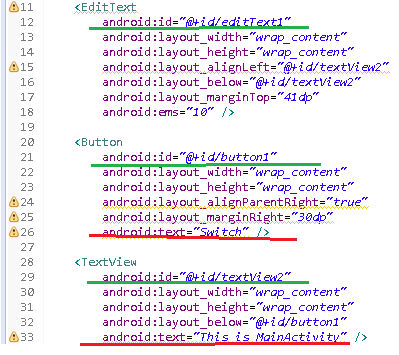 11 <EditText
12 android:id="@+id/editText1"
13 android:layout_width="wrap_content"
14 android:layout_height="wrap_content"
15 android:layout_alignLeft="@+id/textView2"
16 android:layout_below="@+id/textView2"
17 android:layout_marginTop="41dp"
18 android:ems="10" />
19
20 <Button
21 android:id="@+id/button1"
22 android:layout_width="wrap_content"
23 android:layout_height="wrap_content"
24 android:layout_alignParentRight="true"
25 android:layout_marginRight="30dp"
26 android:text="Switch" />
27
28 <TextView
29 android:id="@+id/textView2"
30 android:layout_width="wrap_content"
31 android:layout_height="wrap_content"
32 android:layout_below="@+id/button1"
33 android:text="This is MainActivity" />